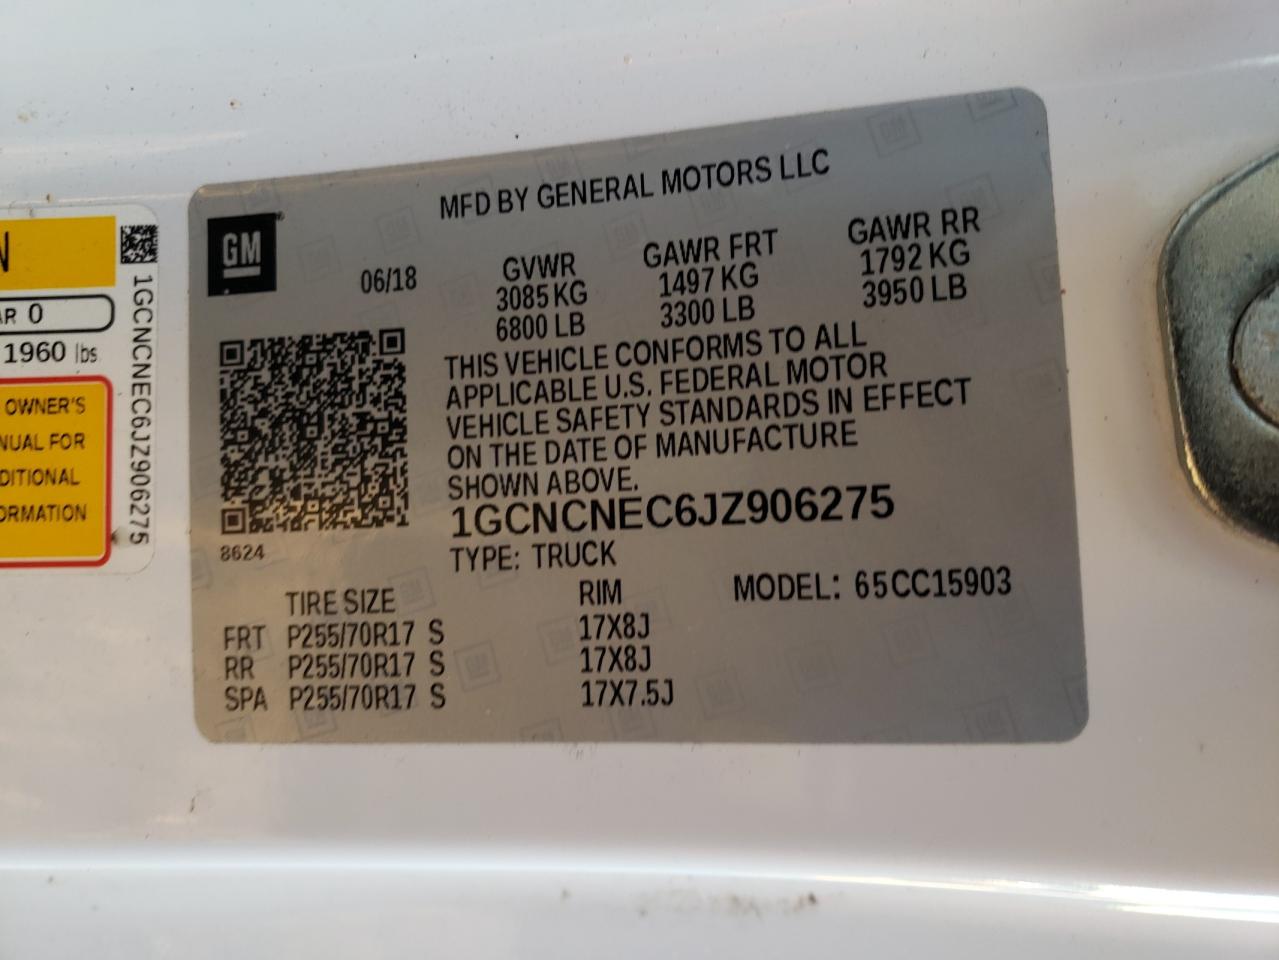 N
AR 0
1960 lbs
OWNER'S
NUAL FOR
DITIONAL
ORMATION
1GCNCNEC6JZ906275
GM
MFD BY GENERAL MOTORS LLC
06/18
GVWR GAWR FRT GAWR RR
3085 KG 1497 KG 1792 KG
6800 LB 3300 LB 3950 LB
THIS VEHICLE CONFORMS TO ALL
APPLICABLE U.S. FEDERAL MOTOR
VEHICLE SAFETY STANDARDS IN EFFECT
ON THE DATE OF MANUFACTURE
SHOWN ABOVE.
1GCNCNEC6JZ906275
8624
TYPE: TRUCK
TIRE SIZE RIM MODEL: 65CC15903
FRT P255/70R17 S 17X8J
RR P255/70R17 S 17X8J
SPA P255/70R17 S 17X7.5J